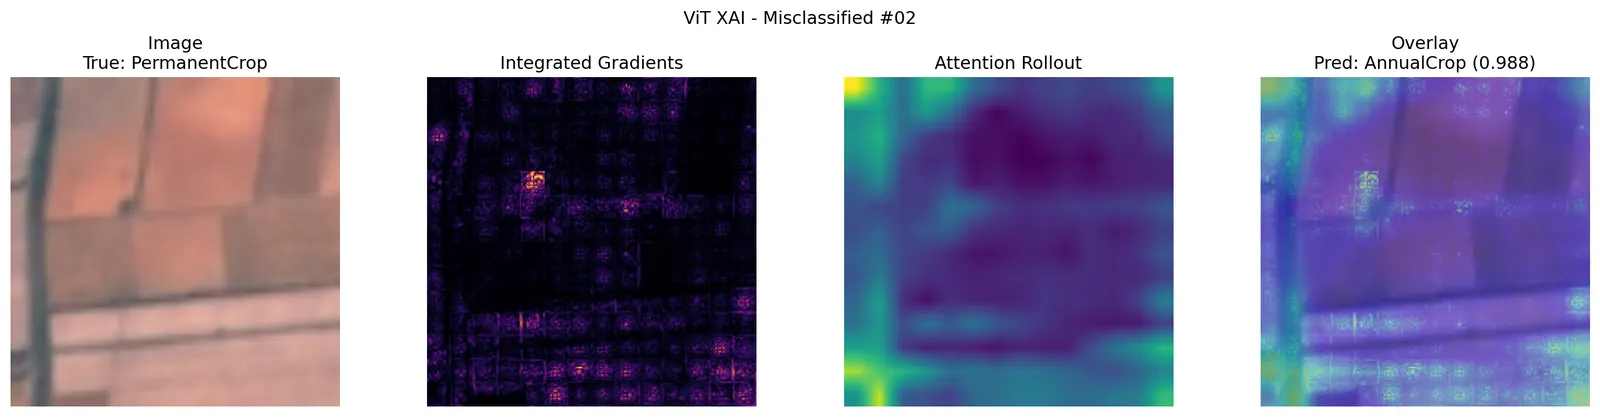 ViT XAI - Misclassified #02
Image
True: PermanentCrop
Integrated Gradients
Attention Rollout
Overlay
Pred: AnnualCrop (0.988)